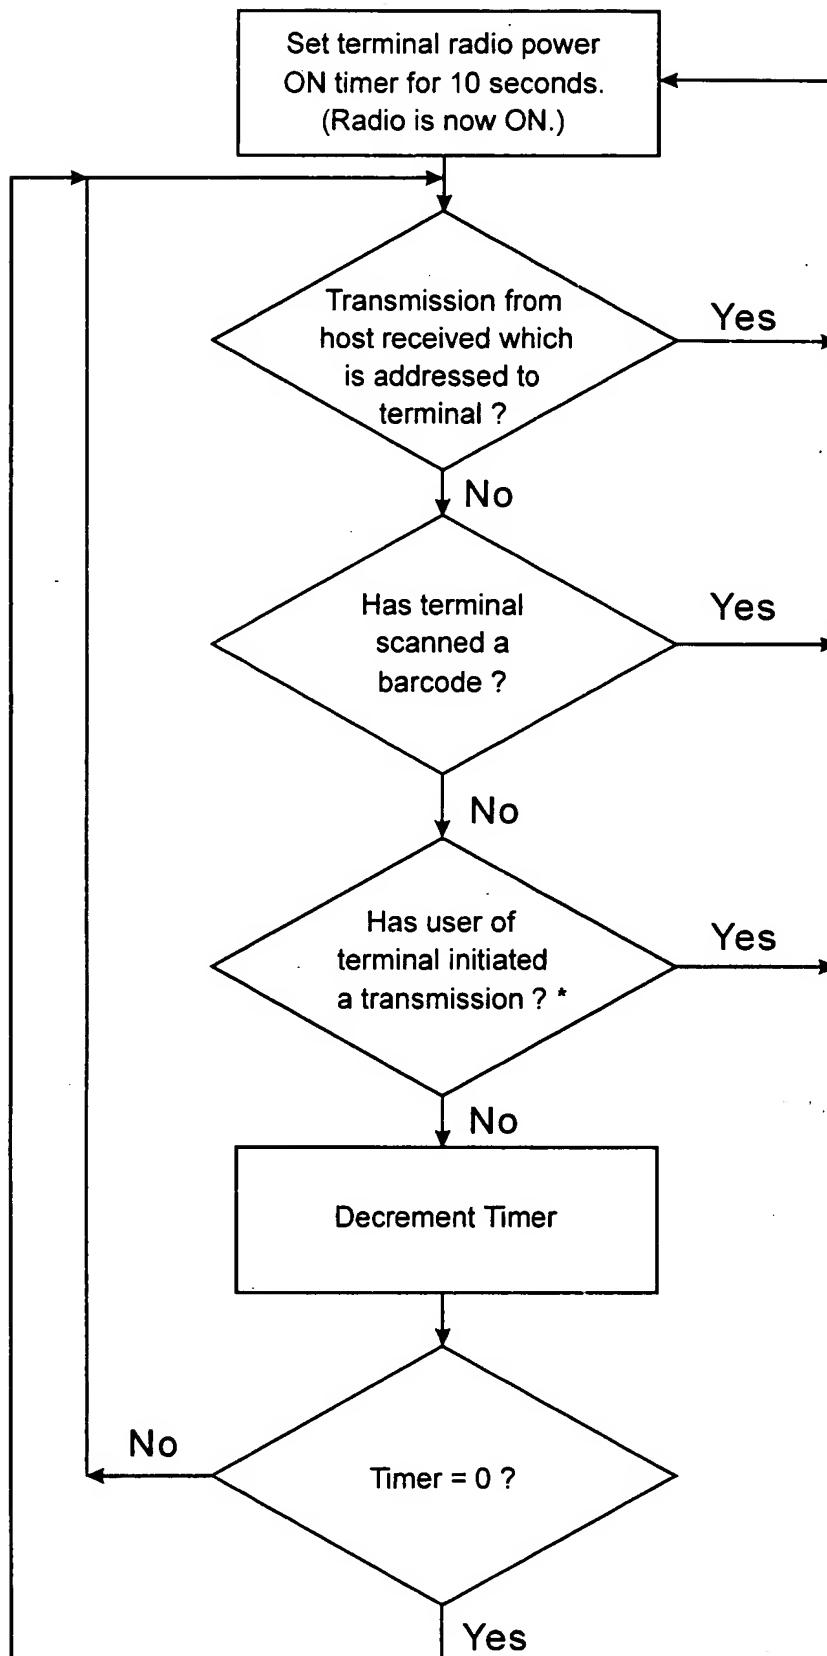 Set terminal radio power
ON timer for 10 seconds.
(Radio is now ON.)
Transmission from
host received which
is addressed to
terminal ?
Yes
No
Has terminal
scanned a
barcode ?
Yes
No
Has user of
terminal initiated
a transmission ? *
Yes
No
Decrement Timer
No
Timer = 0 ?
Yes